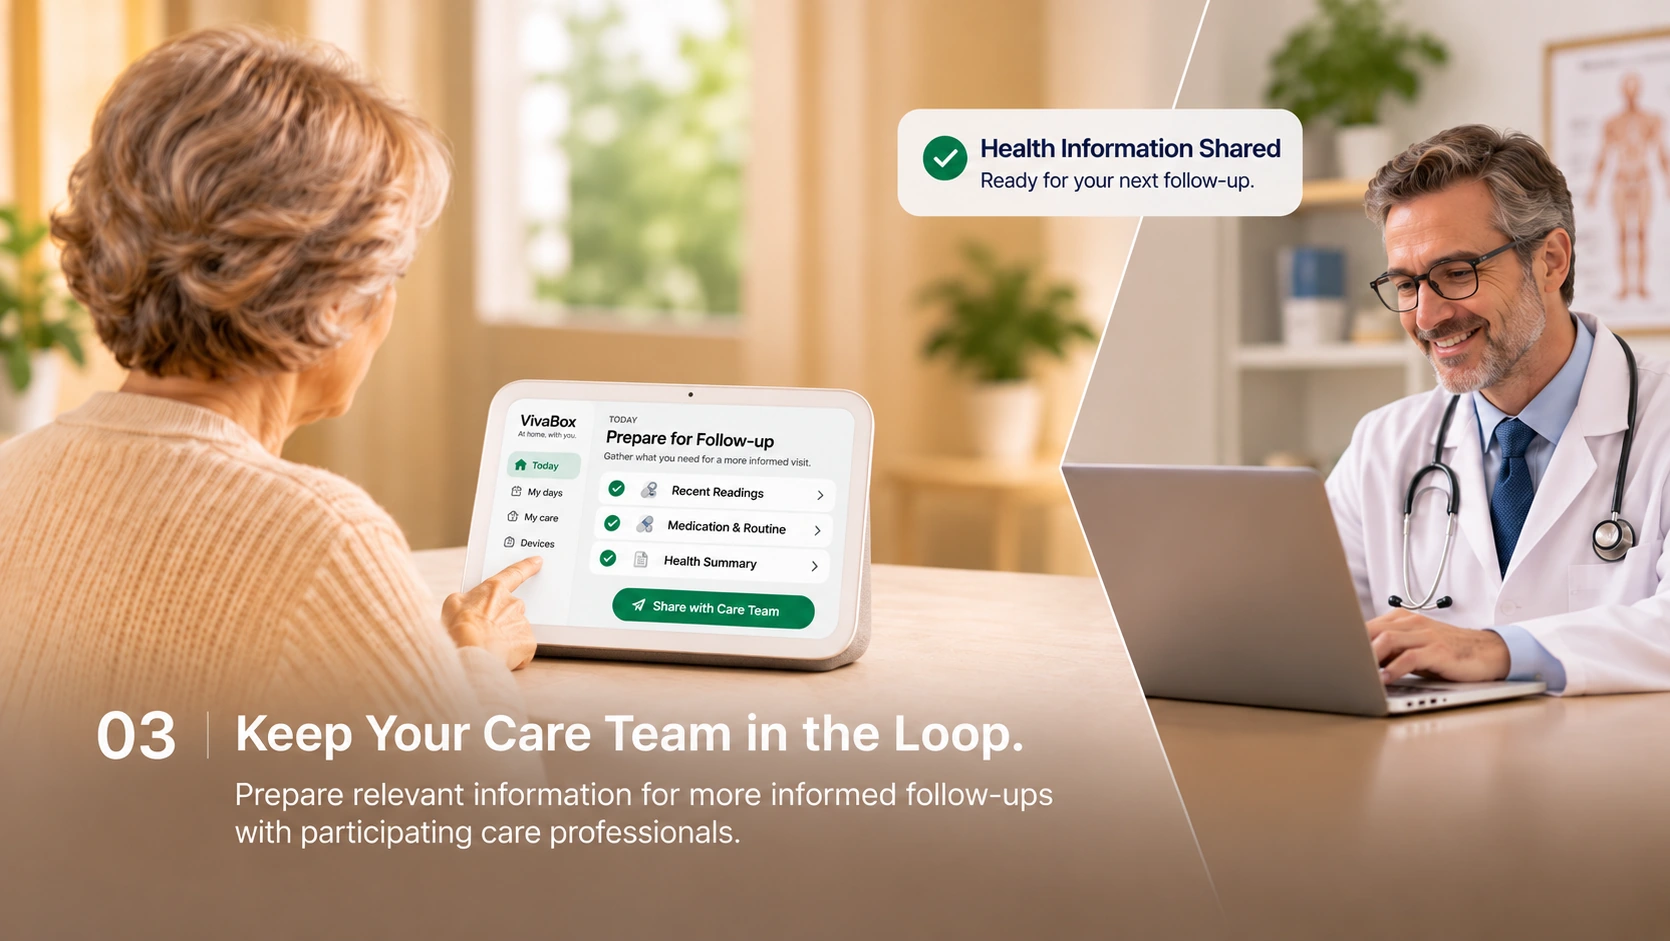 Health Information Shared
Ready for your next follow-up.
VivaBox
At home, with you.
Today
My days
My care
Devices
TODAY
Prepare for Follow-up
Gather what you need for a more informed visit.
Recent Readings
Medication & Routine
Health Summary
Share with Care Team
03
Keep Your Care Team in the Loop.
Prepare relevant information for more informed follow-ups
with participating care professionals.